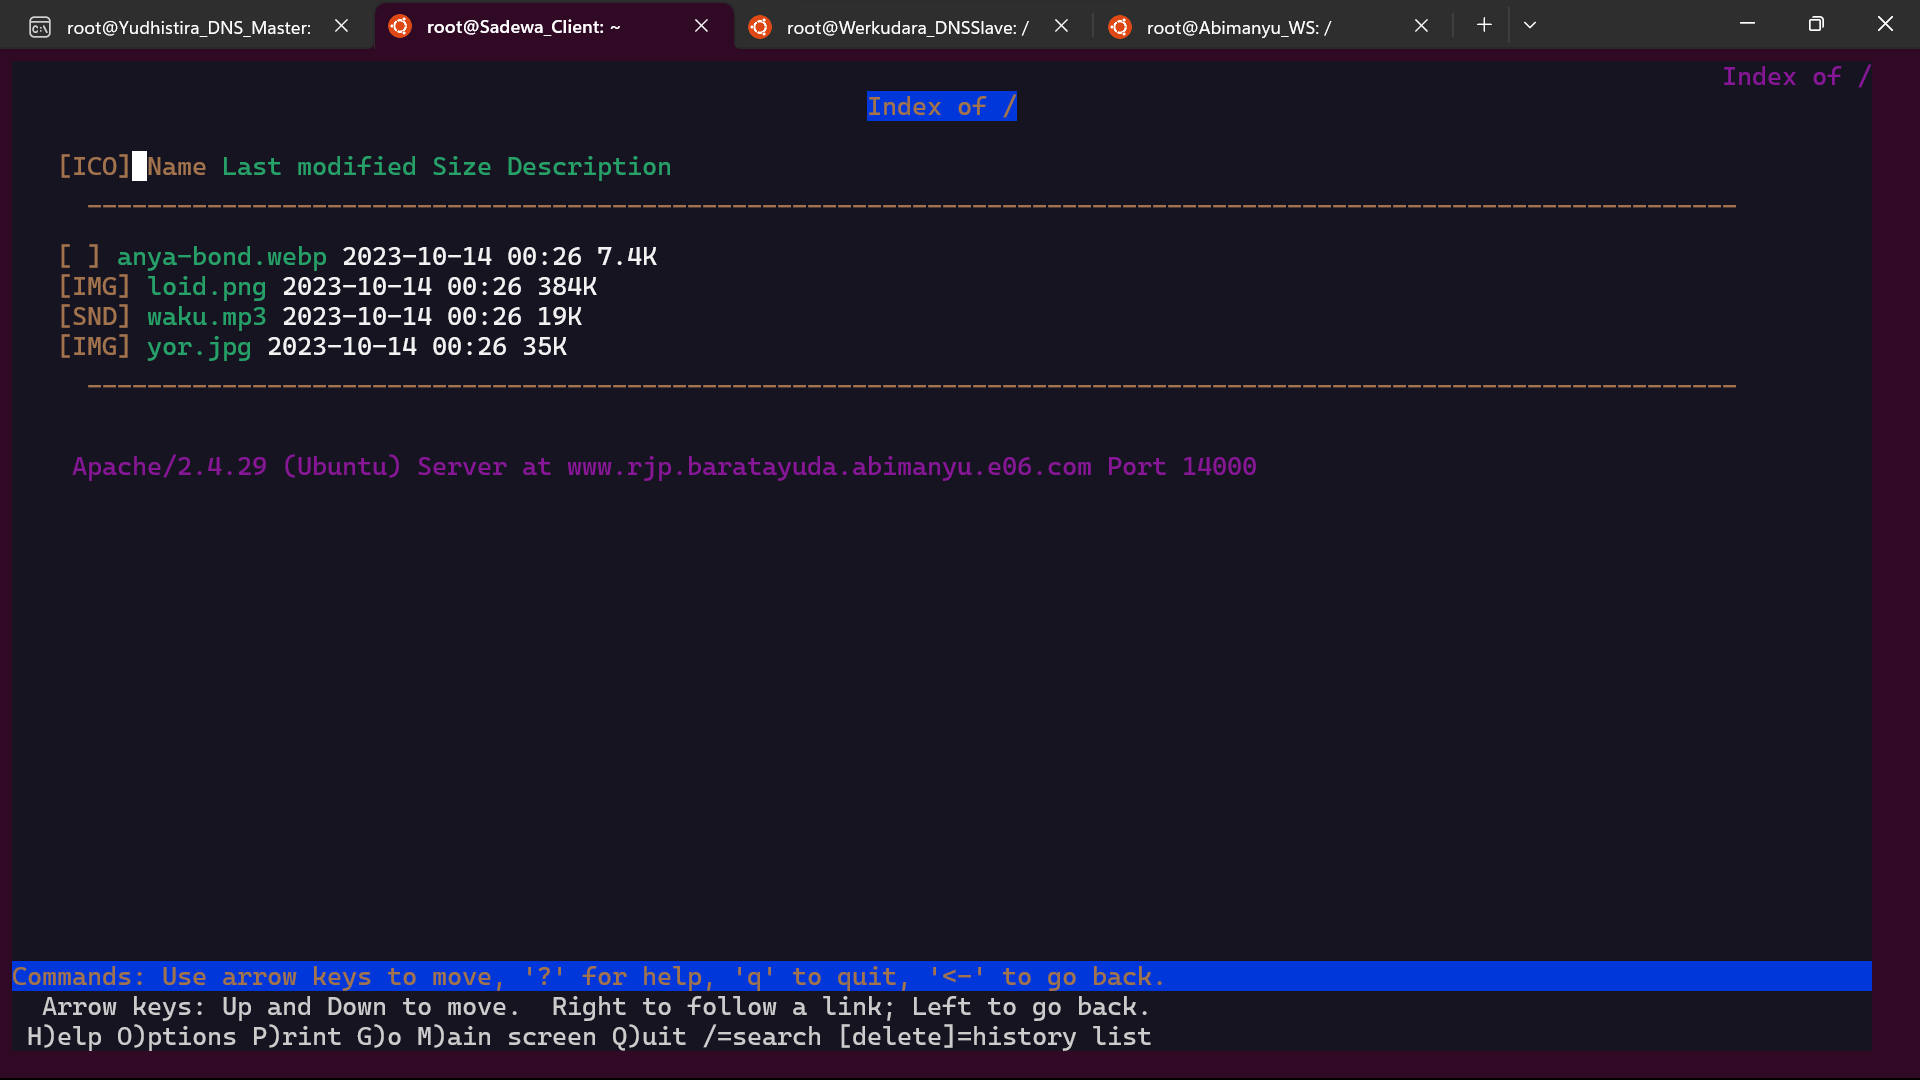 root@Yudhistira_DNS_Master: root@Sadewa_Client: ~ root@Werkudara_DNSSlave: / root@Abimanyu_WS: /
Index of /
Index of /
[ICO] Name Last modified Size Description
[ ] anya-bond.webp 2023-10-14 00:26 7.4K
[IMG] loid.png 2023-10-14 00:26 384K
[SND] waku.mp3 2023-10-14 00:26 19K
[IMG] yor.jpg 2023-10-14 00:26 35K
Apache/2.4.29 (Ubuntu) Server at www.rjp.baratayuda.abimanyu.e06.com Port 14000
Commands: Use arrow keys to move, '?' for help, 'q' to quit, '<-' to go back.
Arrow keys: Up and Down to move.  Right to follow a link; Left to go back.
H)elp O)ptions P)rint G)o M)ain screen Q)uit /=search [delete]=history list